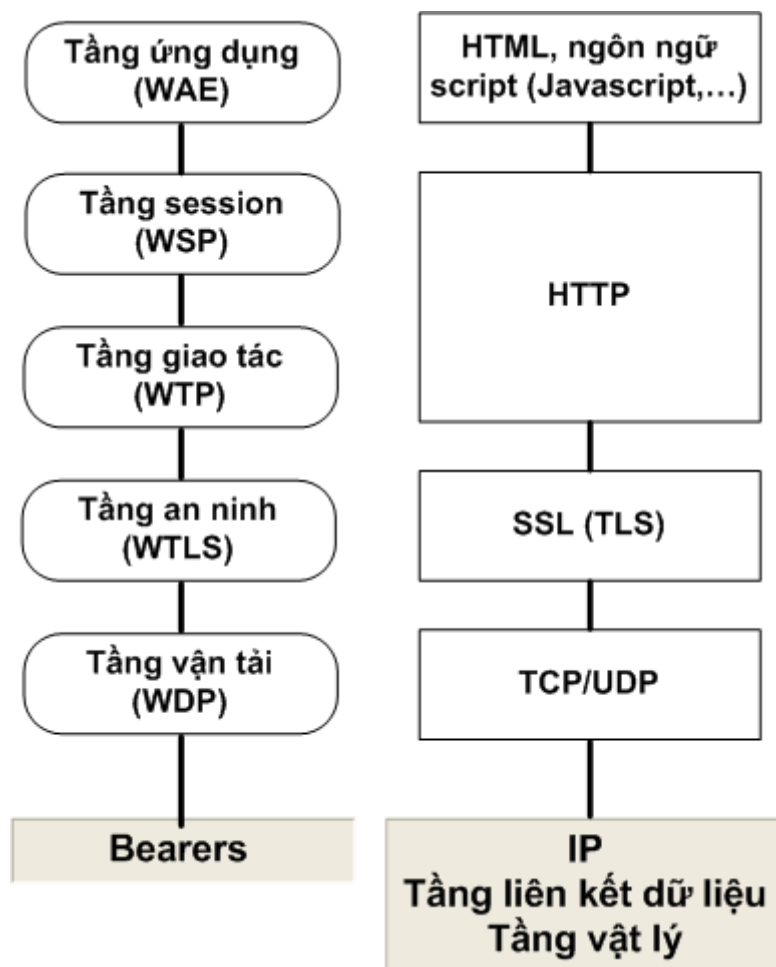 Tầng ứng dụng
(WAE)
Tầng session
(WSP)
Tầng giao tác
(WTP)
Tầng an ninh
(WTLS)
Tầng vận tải
(WDP)
Bearers
HTML, ngôn ngữ
script (Javascript,...)
HTTP
SSL (TLS)
TCP/UDP
IP
Tầng liên kết dữ liệu
Tầng vật lý